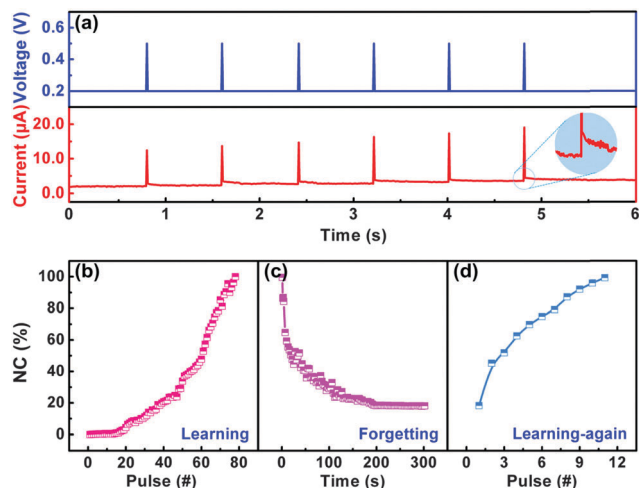 (a)
Voltage (V)
0.6
0.4
0.2
Current (μA)
20.0
10.0
0.0
0 1 2 3 4 5 6
Time (s)
(b) (c) (d)
NC (%)
100
80
60
40
20
0
Learning Forgetting Learning-again
0 20 40 60 80 0 100 200 300 0 3 6 9 12
Pulse (#) Time (s) Pulse (#)